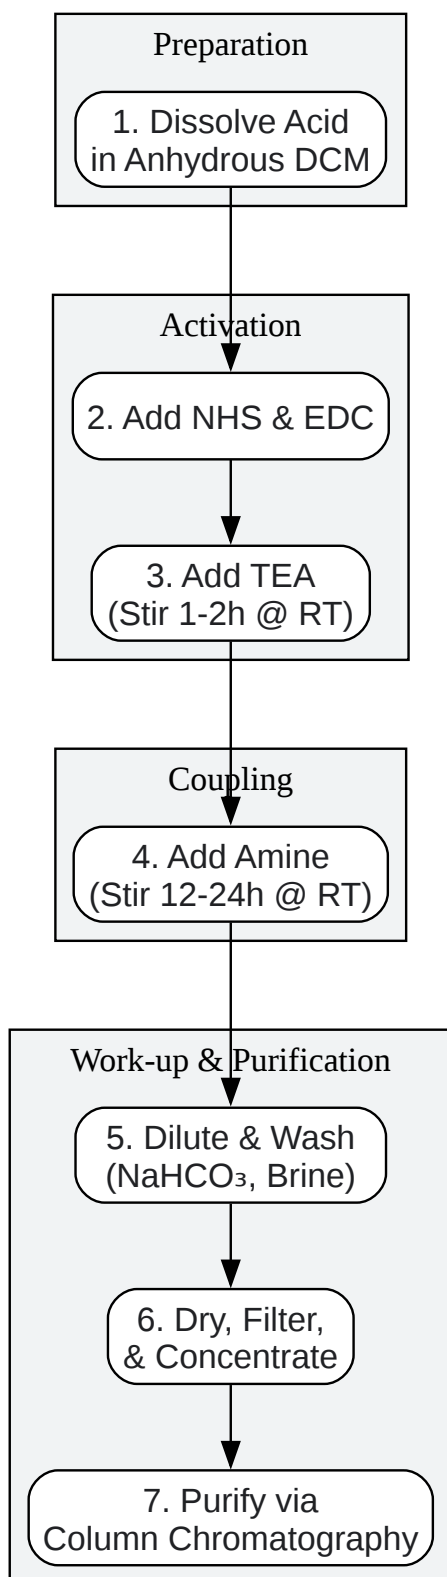 Preparation
1. Dissolve Acid
in Anhydrous DCM
Activation
2. Add NHS & EDC
3. Add TEA
(Stir 1-2h @ RT)
Coupling
4. Add Amine
(Stir 12-24h @ RT)
Work-up & Purification
5. Dilute & Wash
(NaHCO₃, Brine)
6. Dry, Filter,
& Concentrate
7. Purify via
Column Chromatography